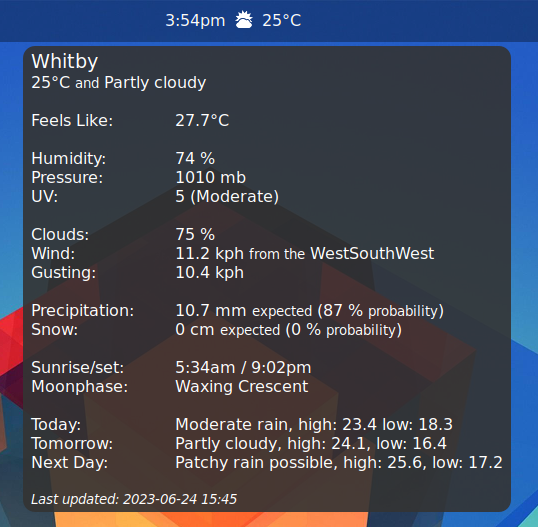 3:54pm 25°C
Whitby
25°C and Partly cloudy
Feels Like: 27.7°C
Humidity: 74 %
Pressure: 1010 mb
UV: 5 (Moderate)
Clouds: 75 %
Wind: 11.2 kph from the WestSouthWest
Gusting: 10.4 kph
Precipitation: 10.7 mm expected (87 % probability)
Snow: 0 cm expected (0 % probability)
Sunrise/set: 5:34am / 9:02pm
Moonphase: Waxing Crescent
Today: Moderate rain, high: 23.4 low: 18.3
Tomorrow: Partly cloudy, high: 24.1, low: 16.4
Next Day: Patchy rain possible, high: 25.6, low: 17.2
Last updated: 2023-06-24 15:45